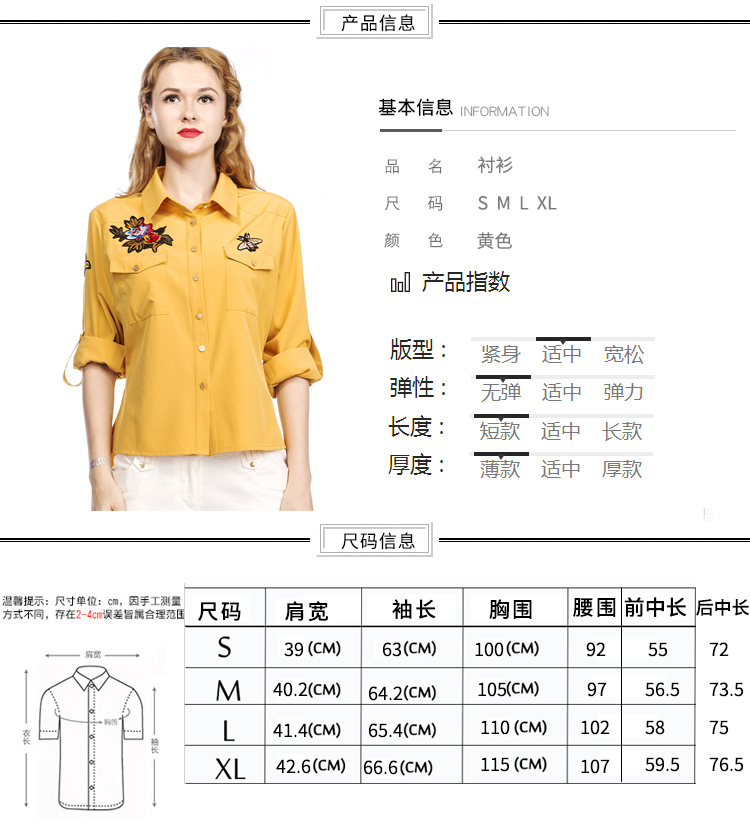 产品信息
基本信息 INFORMATION
品 名 衬衫
尺 码 S M L XL
颜 色 黄色
产品指数
版型： 紧身 适中 宽松
弹性： 无弹 适中 弹力
长度： 短款 适中 长款
厚度： 薄款 适中 厚款
尺码信息
温馨提示：尺寸单位：cm，因手工测量
方式不同，存在2-4cm误差皆属合理范围
尺码 肩宽 袖长 胸围 腰围 前中长 后中长
S 39(CM) 63(CM) 100(CM) 92 55 72
M 40.2(CM) 64.2(CM) 105(CM) 97 56.5 73.5
L 41.4(CM) 65.4(CM) 110(CM) 102 58 75
XL 42.6(CM) 66.6(CM) 115(CM) 107 59.5 76.5
肩宽
胸围
衣长
袖长